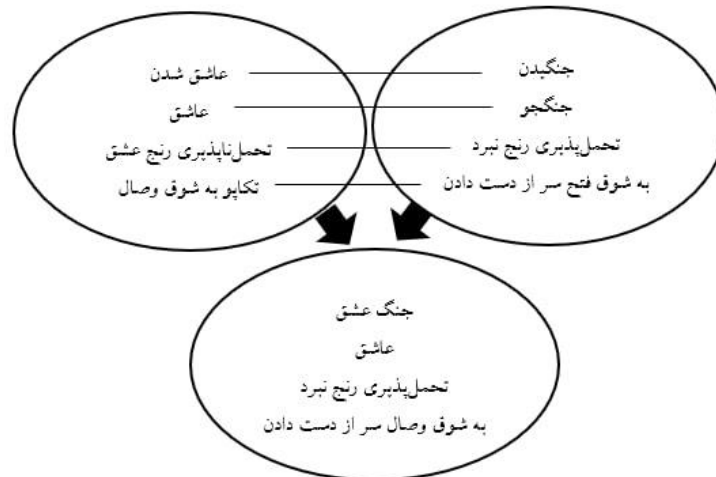 جنگیدن
جنگجو
تحمل‌پذیری رنج نبرد
به شوق فتح سر از دست دادن
عاشق شدن
عاشق
تحمل‌ناپذیری رنج عشق
تکاپو به شوق وصال
جنگ عشق
عاشق
تحمل‌پذیری رنج نبرد
به شوق وصال سر از دست دادن